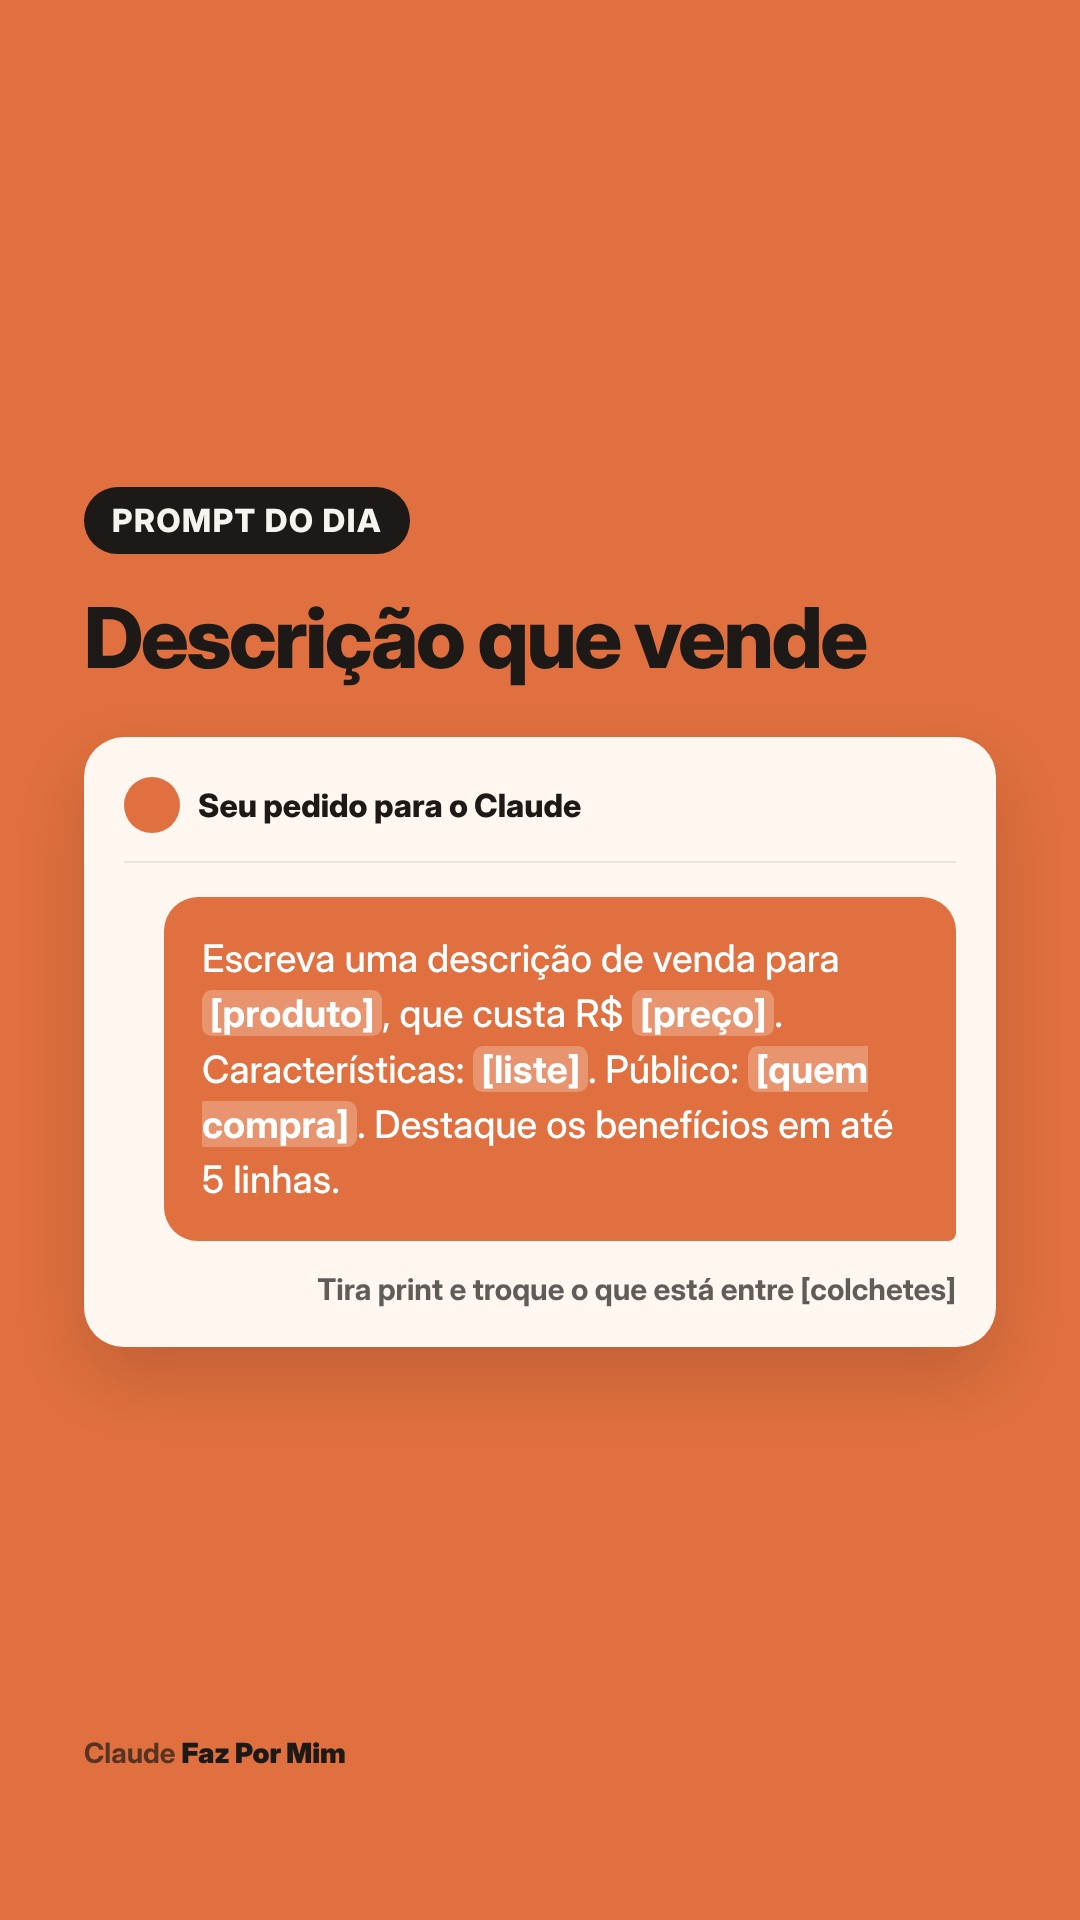 PROMPT DO DIA
Descrição que vende
Seu pedido para o Claude
Escreva uma descrição de venda para
[produto], que custa R$ [preço].
Características: [liste]. Público: [quem
compra]. Destaque os benefícios em até
5 linhas.
Tira print e troque o que está entre [colchetes]
Claude Faz Por Mim